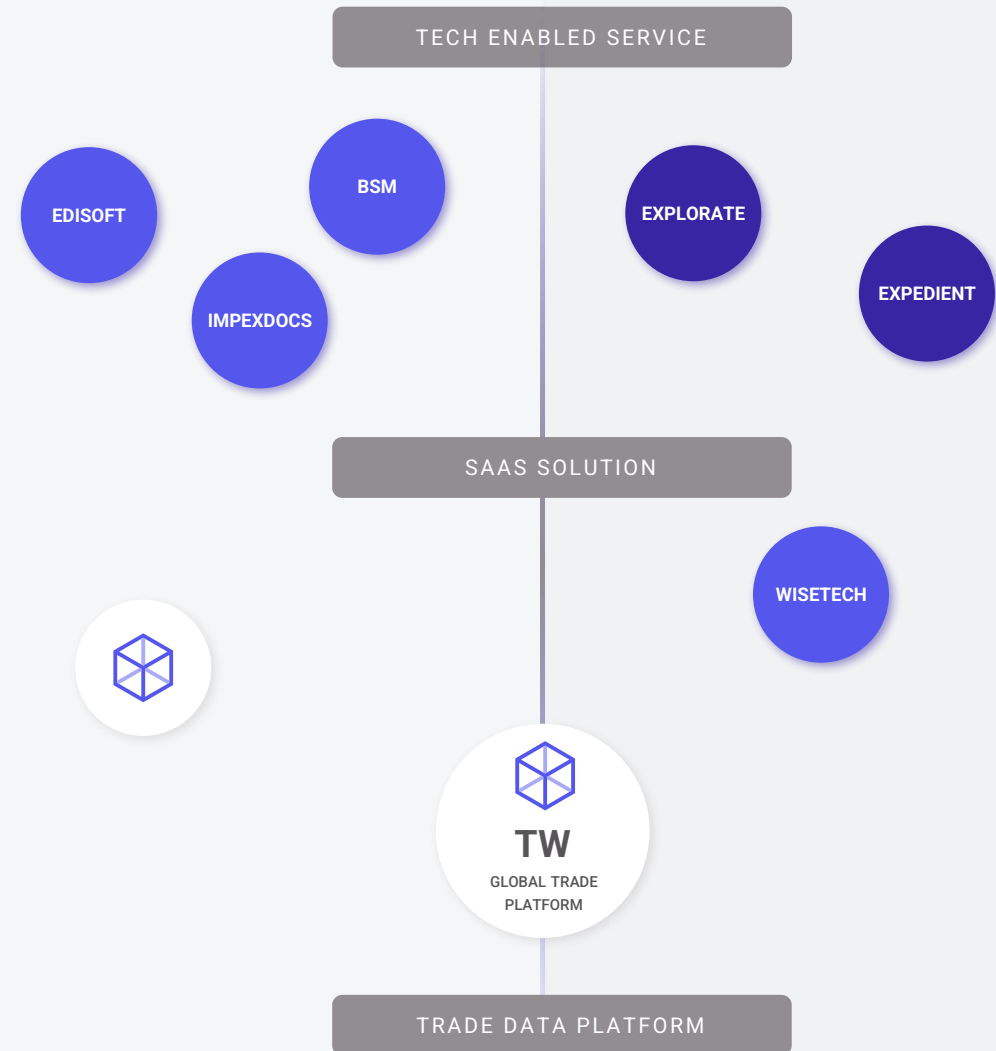 TECH ENABLED SERVICE
BSM
EDISOFT
EXPLORATE
EXPEDIENT
IMPEXDOCS
SAAS SOLUTION
WISETECH
TW
GLOBAL TRADE
PLATFORM
TRADE DATA PLATFORM